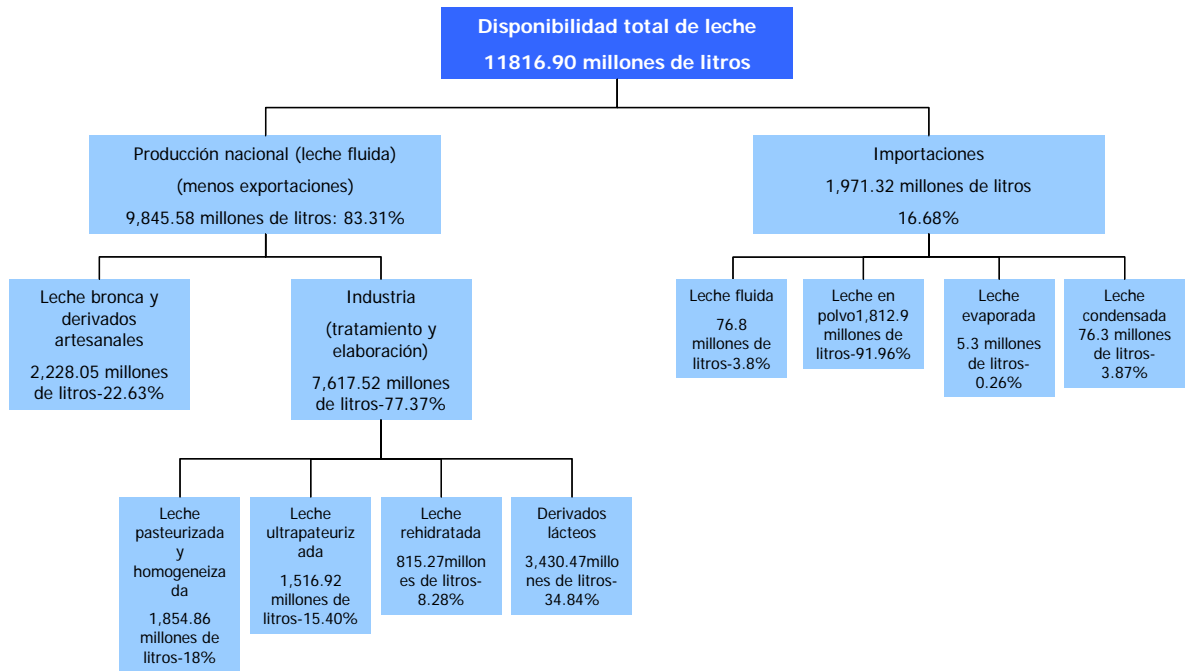 Disponibilidad total de leche
11816.90 millones de litros
Producción nacional (leche fluida)
(menos exportaciones)
9,845.58 millones de litros: 83.31%
Importaciones
1,971.32 millones de litros
16.68%
Leche bronca y
derivados
artesanales
2,228.05 millones
de litros-22.63%
Industria
(tratamiento y
elaboración)
7,617.52 millones
de litros-77.37%
Leche fluida
76.8
millones de
litros-3.8%
Leche en
polvo1,812.9
millones de
litros-91.96%
Leche
evaporada
5.3 millones
de litros-
0.26%
Leche
condensada
76.3 millones
de litros-
3.87%
Leche
pasteurizada
y
homogeneiza
da
1,854.86
millones de
litros-18%
Leche
ultrapateuriz
ada
1,516.92
millones de
litros-15.40%
Leche
rehidratada
815.27millon
es de litros-
8.28%
Derivados
lácteos
3,430.47millo
nes de litros-
34.84%